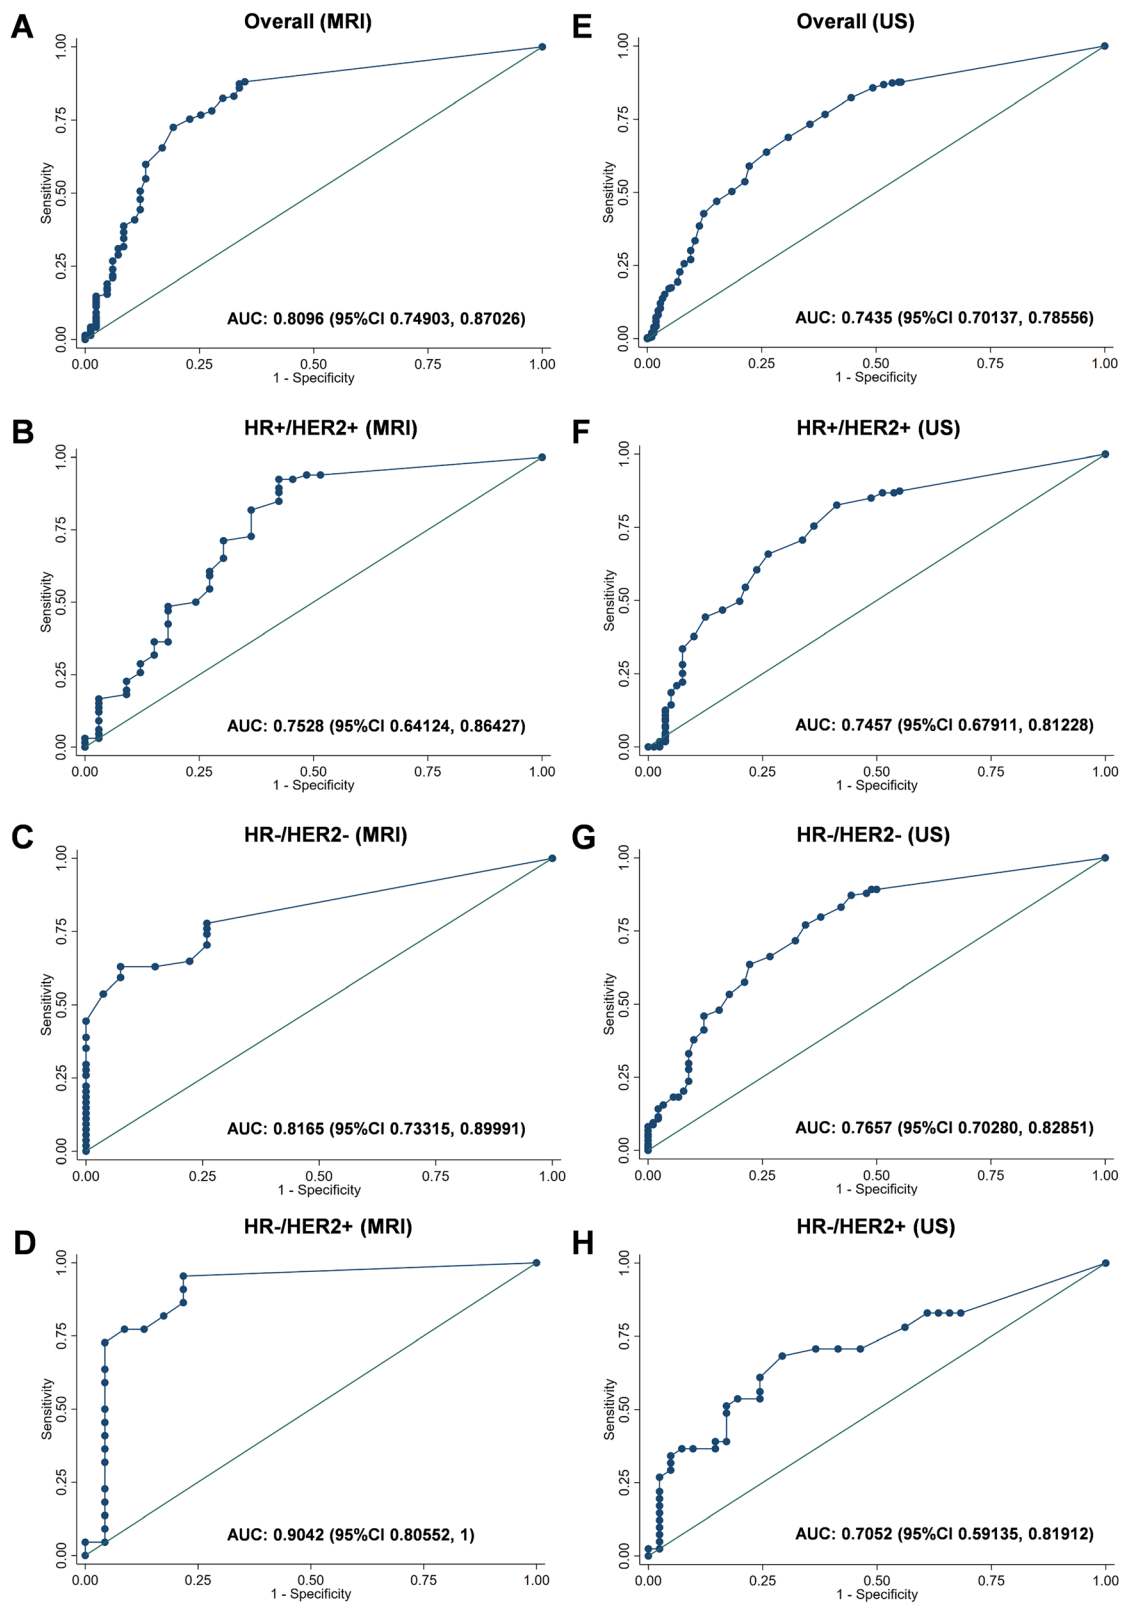 A
Overall (MRI)
1.00
0.75
0.50
0.25
0.00
Sensitivity
AUC: 0.8096 (95%CI 0.74903, 0.87026)
0.00 0.25 0.50 0.75 1.00
1 - Specificity
E
Overall (US)
1.00
0.75
0.50
0.25
0.00
Sensitivity
AUC: 0.7435 (95%CI 0.70137, 0.78556)
0.00 0.25 0.50 0.75 1.00
1 - Specificity
B
HR+/HER2+ (MRI)
1.00
0.75
0.50
0.25
0.00
Sensitivity
AUC: 0.7528 (95%CI 0.64124, 0.86427)
0.00 0.25 0.50 0.75 1.00
1 - Specificity
F
HR+/HER2+ (US)
1.00
0.75
0.50
0.25
0.00
Sensitivity
AUC: 0.7457 (95%CI 0.67911, 0.81228)
0.00 0.25 0.50 0.75 1.00
1 - Specificity
C
HR-/HER2- (MRI)
1.00
0.75
0.50
0.25
0.00
Sensitivity
AUC: 0.8165 (95%CI 0.73315, 0.89991)
0.00 0.25 0.50 0.75 1.00
1 - Specificity
G
HR-/HER2- (US)
1.00
0.75
0.50
0.25
0.00
Sensitivity
AUC: 0.7657 (95%CI 0.70280, 0.82851)
0.00 0.25 0.50 0.75 1.00
1 - Specificity
D
HR-/HER2+ (MRI)
1.00
0.75
0.50
0.25
0.00
Sensitivity
AUC: 0.9042 (95%CI 0.80552, 1)
0.00 0.25 0.50 0.75 1.00
1 - Specificity
H
HR-/HER2+ (US)
1.00
0.75
0.50
0.25
0.00
Sensitivity
AUC: 0.7052 (95%CI 0.59135, 0.81912)
0.00 0.25 0.50 0.75 1.00
1 - Specificity